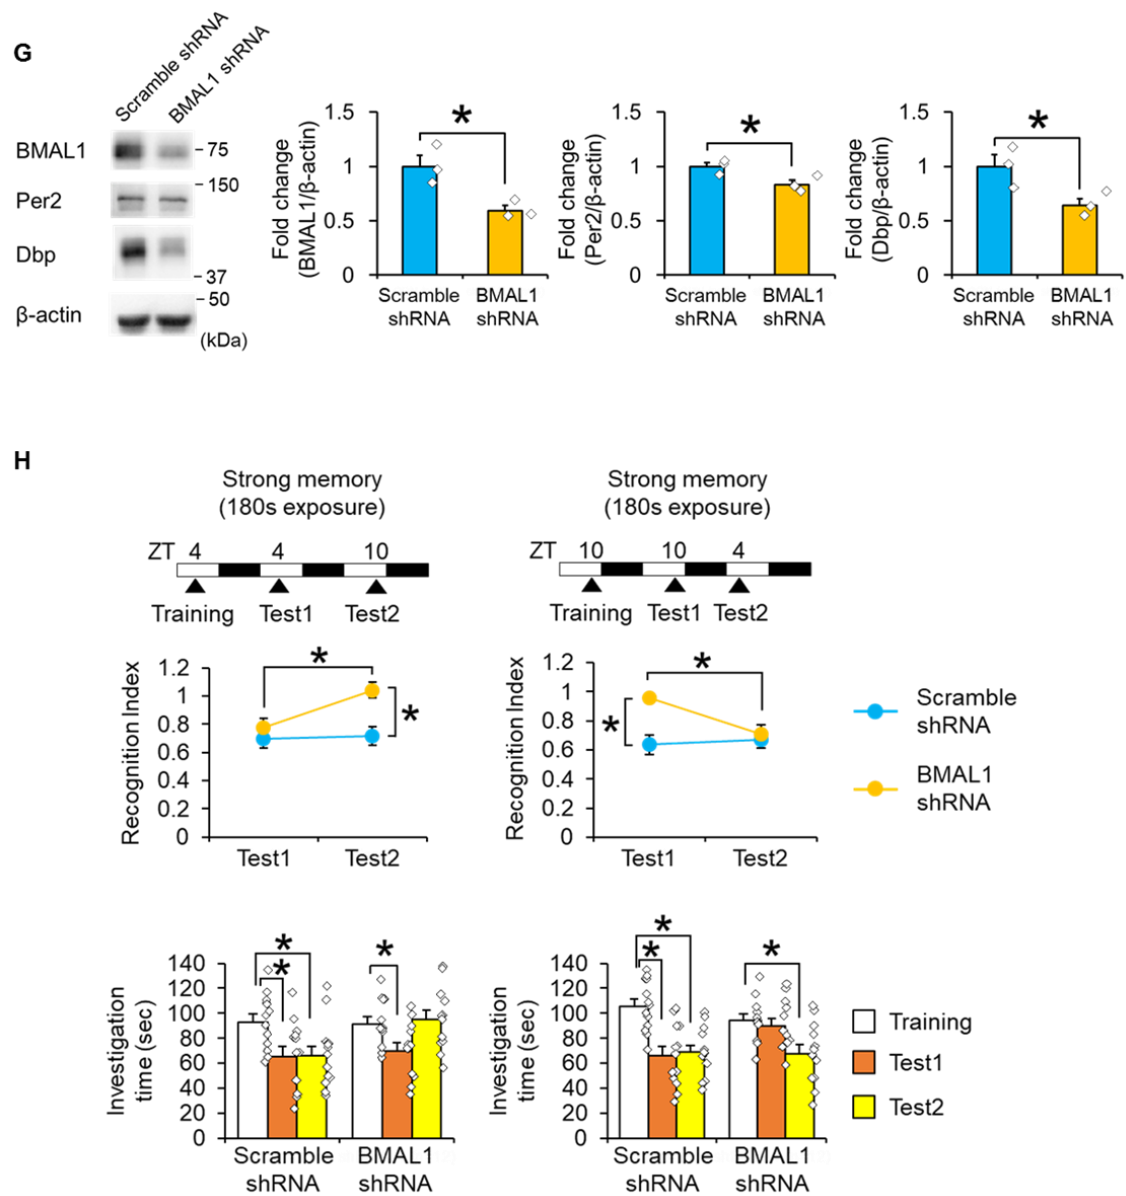 G
Scramble shRNA
BMAL1 shRNA
BMAL1
Per2
Dbp
β-actin
-75
-150
-37
-50
(kDa)
Fold change
(BMAL1/β-actin)
1.5
1
0.5
0
*
Scramble
shRNA
BMAL1
shRNA
Fold change
(Per2/β-actin)
1.5
1
0.5
0
*
Scramble
shRNA
BMAL1
shRNA
Fold change
(Dbp/β-actin)
1.5
1
0.5
0
*
Scramble
shRNA
BMAL1
shRNA
H
Strong memory
(180s exposure)
ZT 4 4 10
Training Test1 Test2
Recognition Index
1.2
1
0.8
0.6
0.4
0.2
0
*
*
Test1 Test2
Strong memory
(180s exposure)
ZT 10 10 4
Training Test1 Test2
Recognition Index
1.2
1
0.8
0.6
0.4
0.2
0
*
*
Test1 Test2
Scramble
shRNA
BMAL1
shRNA
Investigation
time (sec)
140
120
100
80
60
40
20
0
*
*
*
Scramble
shRNA
BMAL1
shRNA
Investigation
time (sec)
140
120
100
80
60
40
20
0
*
*
*
Scramble
shRNA
BMAL1
shRNA
Training
Test1
Test2